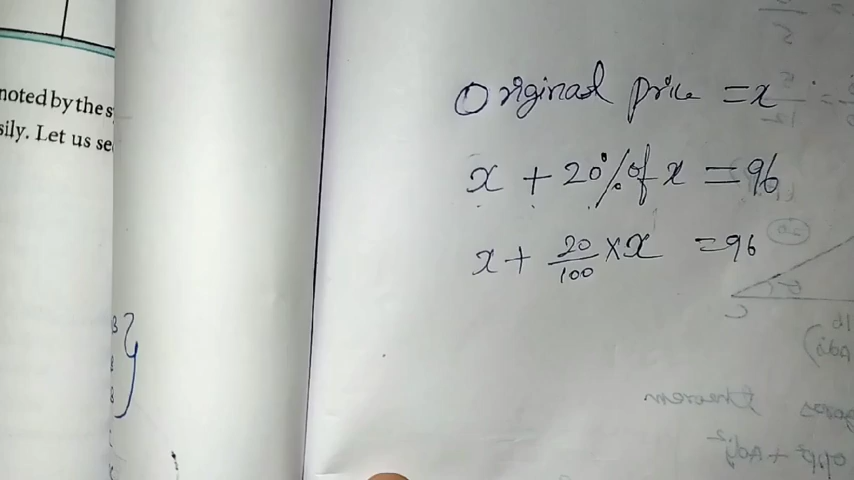 noted by the s
sily. Let us se
Original price = x
x + 20% of x = 96
x + 20/100 × x = 96